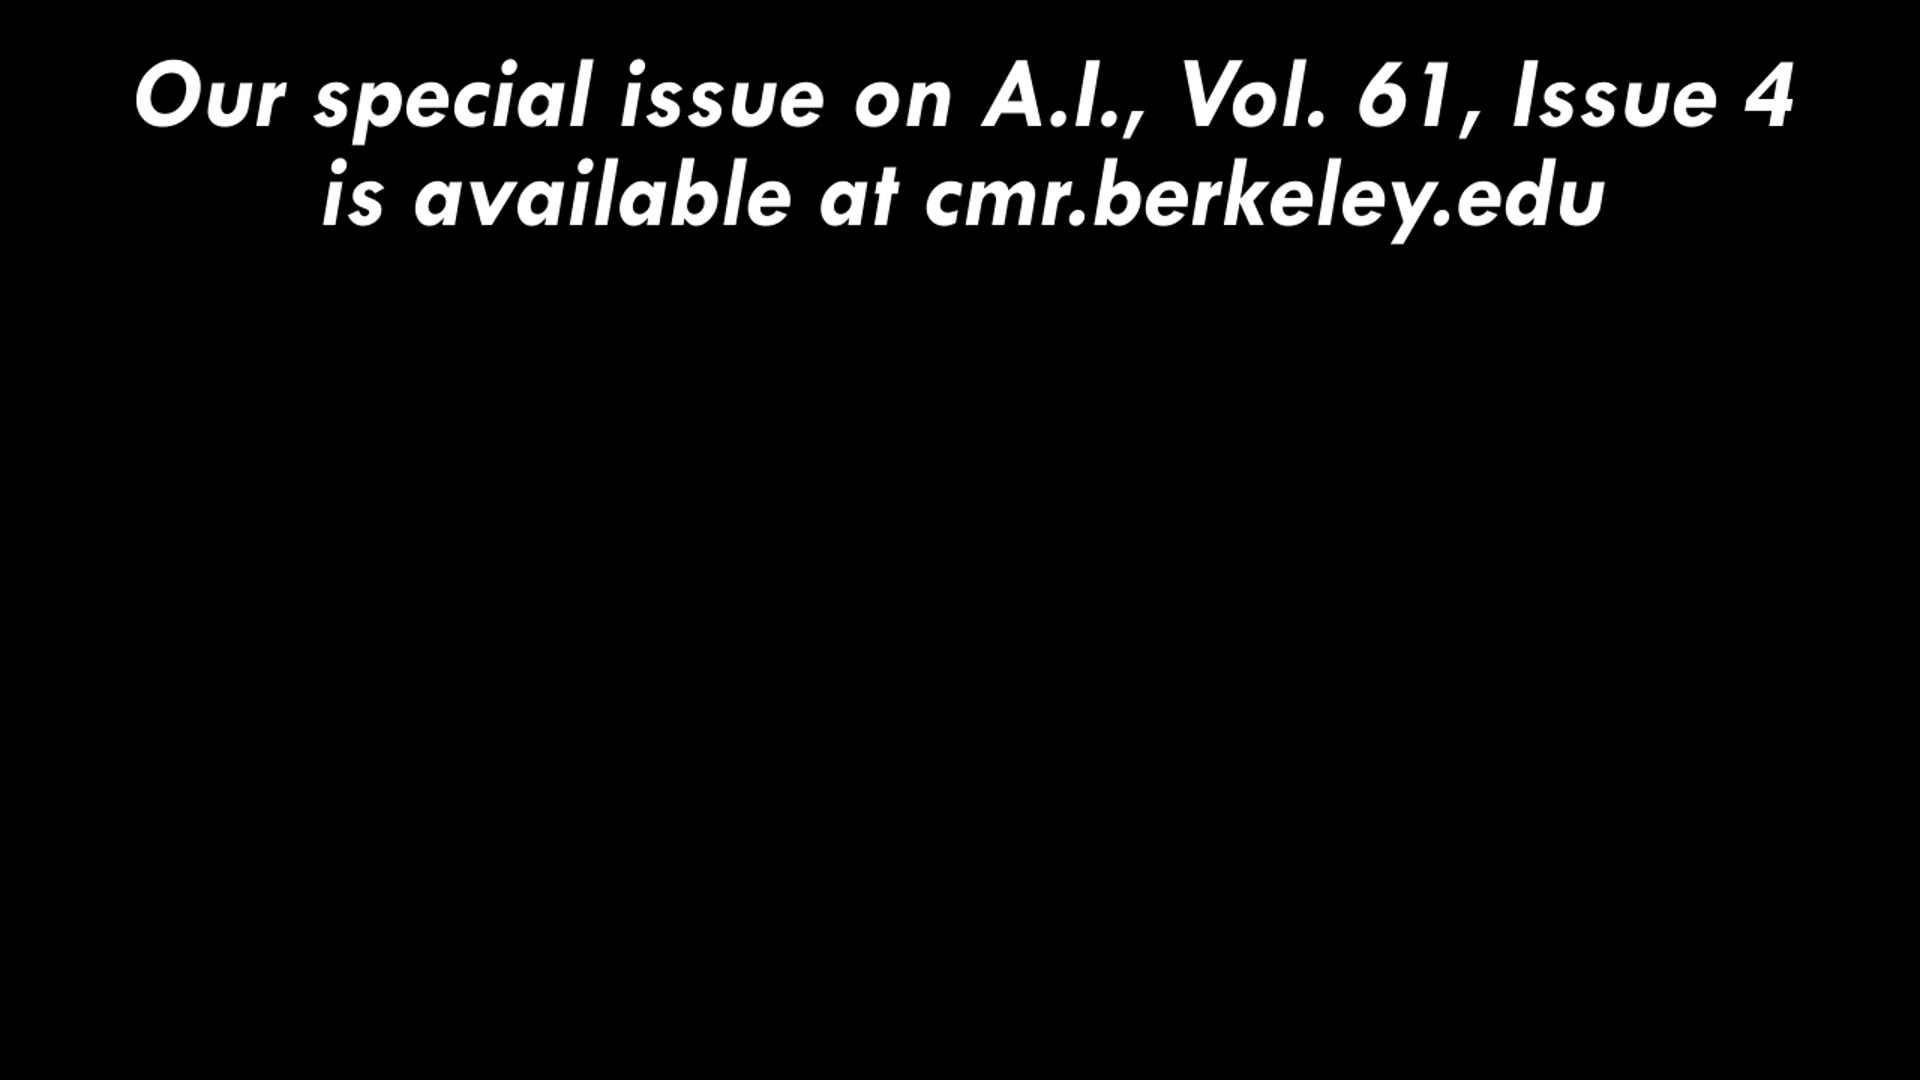 Our special issue on A.I., Vol. 61, Issue 4
is available at cmr.berkeley.edu